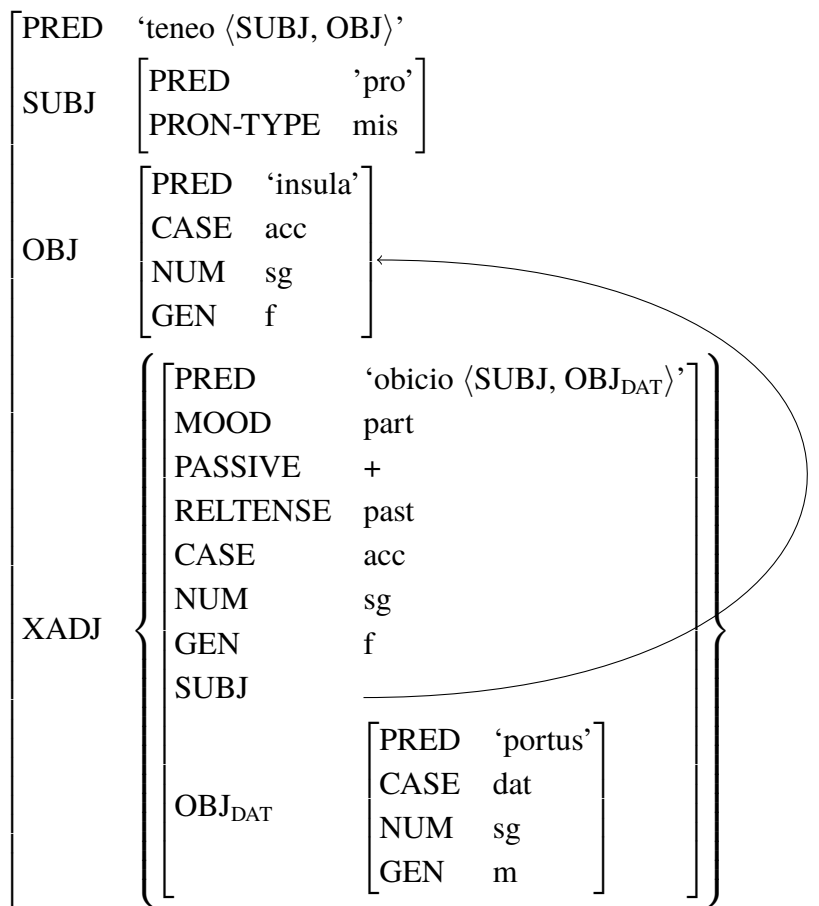 PRED ‘teneo ⟨SUBJ, OBJ⟩’
SUBJ
PRED ’pro’
PRON-TYPE mis
OBJ
PRED ‘insula’
CASE acc
NUM sg
GEN f
XADJ
PRED ‘obicio ⟨SUBJ, OBJDAT⟩’
MOOD part
PASSIVE +
RELTENSE past
CASE acc
NUM sg
GEN f
SUBJ
OBJDAT
PRED ‘portus’
CASE dat
NUM sg
GEN m